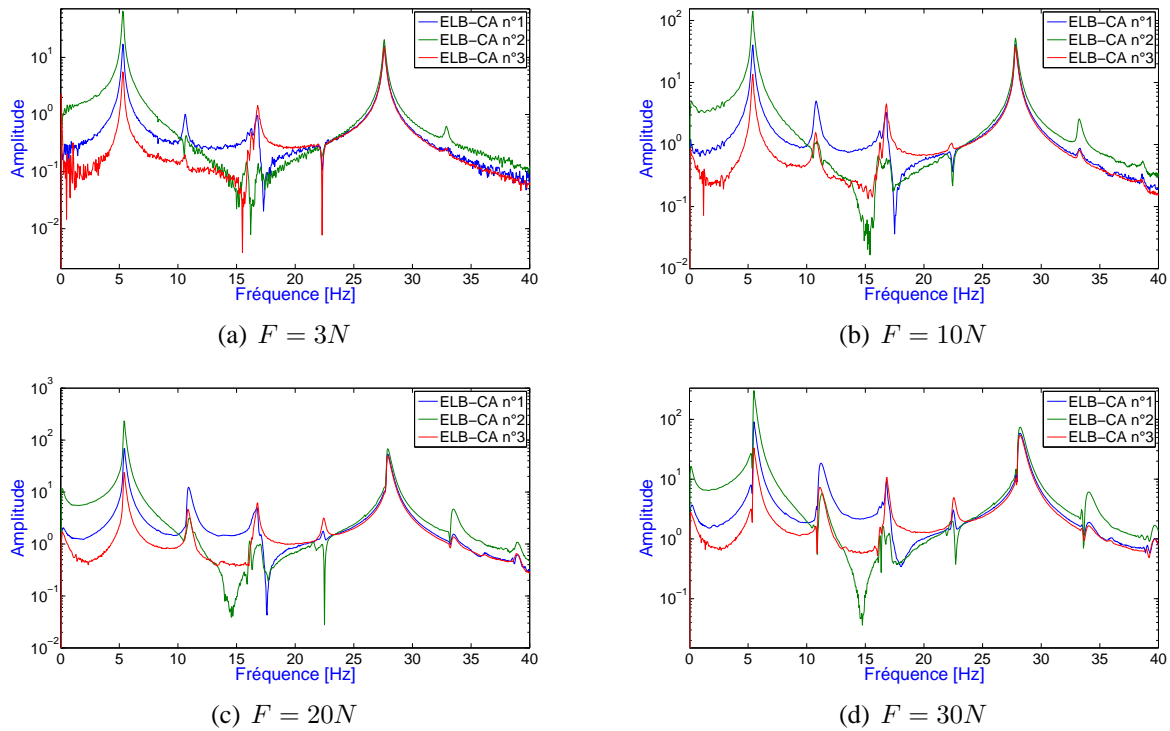 ELB−CA n°1
ELB−CA n°2
ELB−CA n°3
10^1
10^0
10^−1
10^−2
Amplitude
0 5 10 15 20 25 30 35 40
Fréquence [Hz]
(a) F = 3N
ELB−CA n°1
ELB−CA n°2
ELB−CA n°3
10^2
10^1
10^0
10^−1
10^−2
Amplitude
0 5 10 15 20 25 30 35 40
Fréquence [Hz]
(b) F = 10N
ELB−CA n°1
ELB−CA n°2
ELB−CA n°3
10^3
10^2
10^1
10^0
10^−1
10^−2
Amplitude
0 5 10 15 20 25 30 35 40
Fréquence [Hz]
(c) F = 20N
ELB−CA n°1
ELB−CA n°2
ELB−CA n°3
10^2
10^1
10^0
10^−1
Amplitude
0 5 10 15 20 25 30 35 40
Fréquence [Hz]
(d) F = 30N